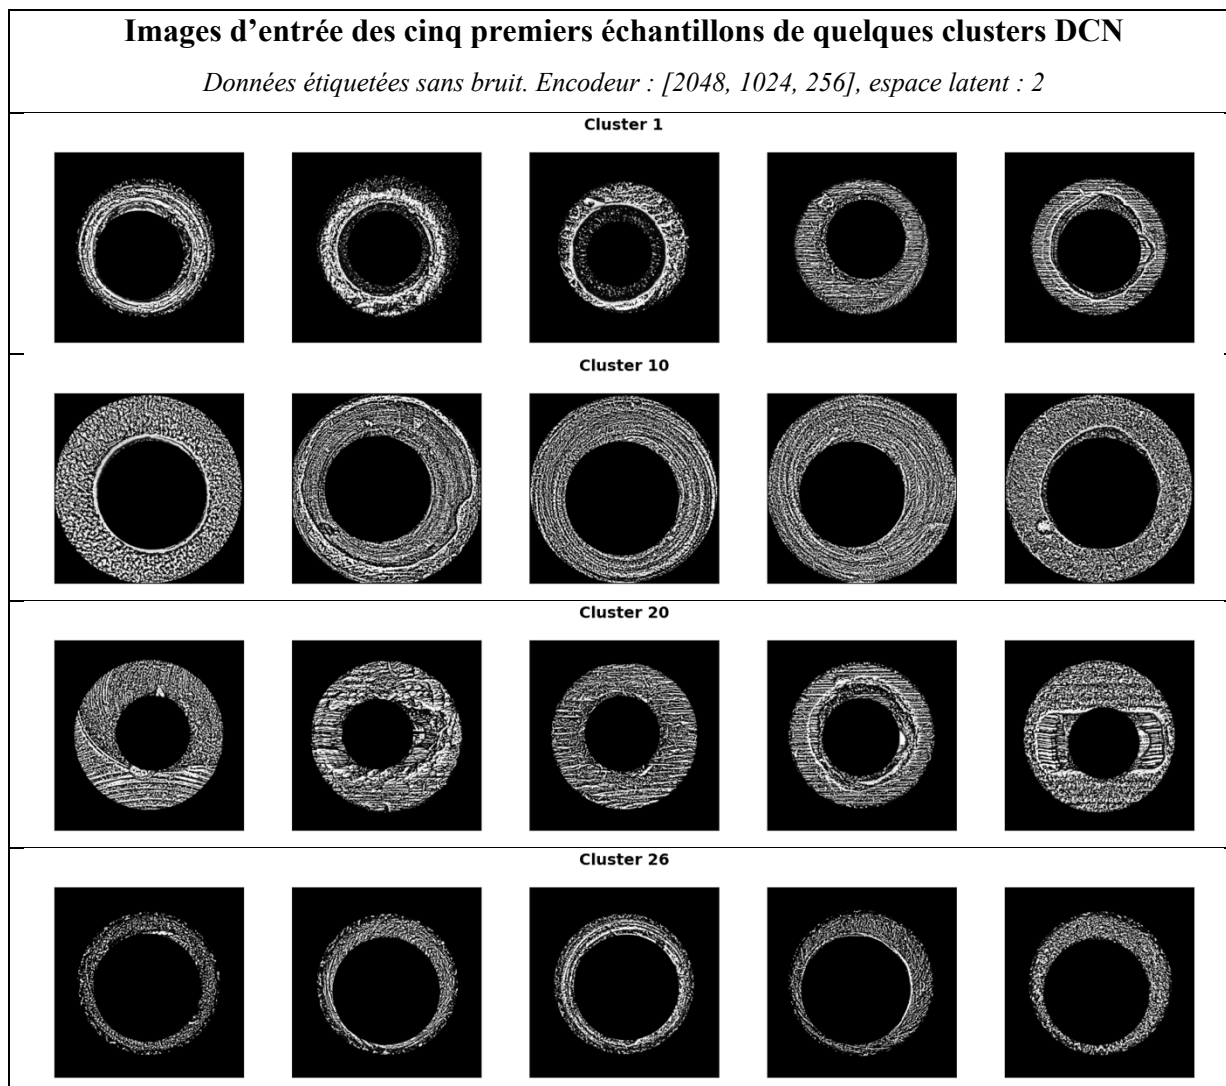 Images d’entrée des cinq premiers échantillons de quelques clusters DCN
Données étiquetées sans bruit. Encodeur : [2048, 1024, 256], espace latent : 2
Cluster 1
Cluster 10
Cluster 20
Cluster 26